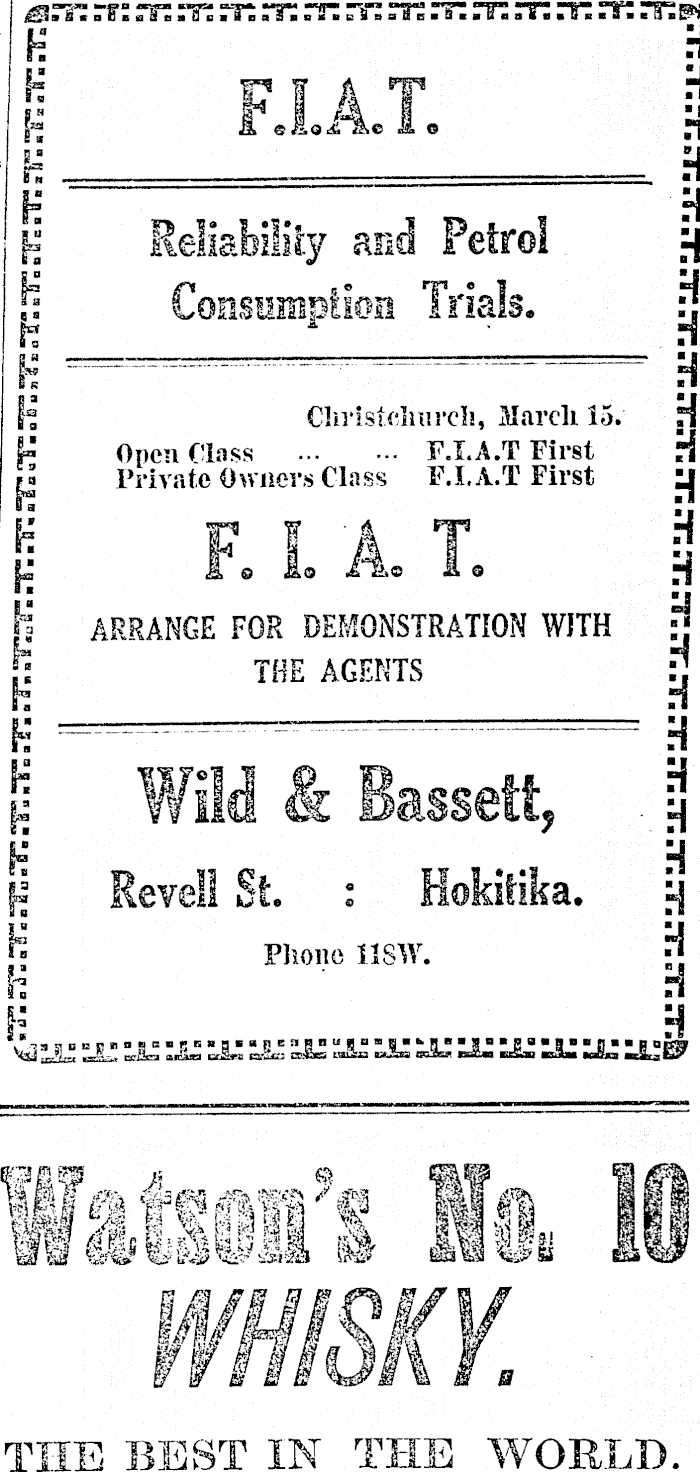 F.I.A.T.
Reliability and Petrol
Consumption Trials.
Christchurch, March 15.
Open Class ... ... F.I.A.T First
Private Owners Class F.I.A.T First
F. I. A. T.
ARRANGE FOR DEMONSTRATION WITH
THE AGENTS
Wild & Bassett,
Revell St. : Hokitika.
Phone 118W.
Watson's No. 10
WHISKY.
THE BEST IN THE WORLD.